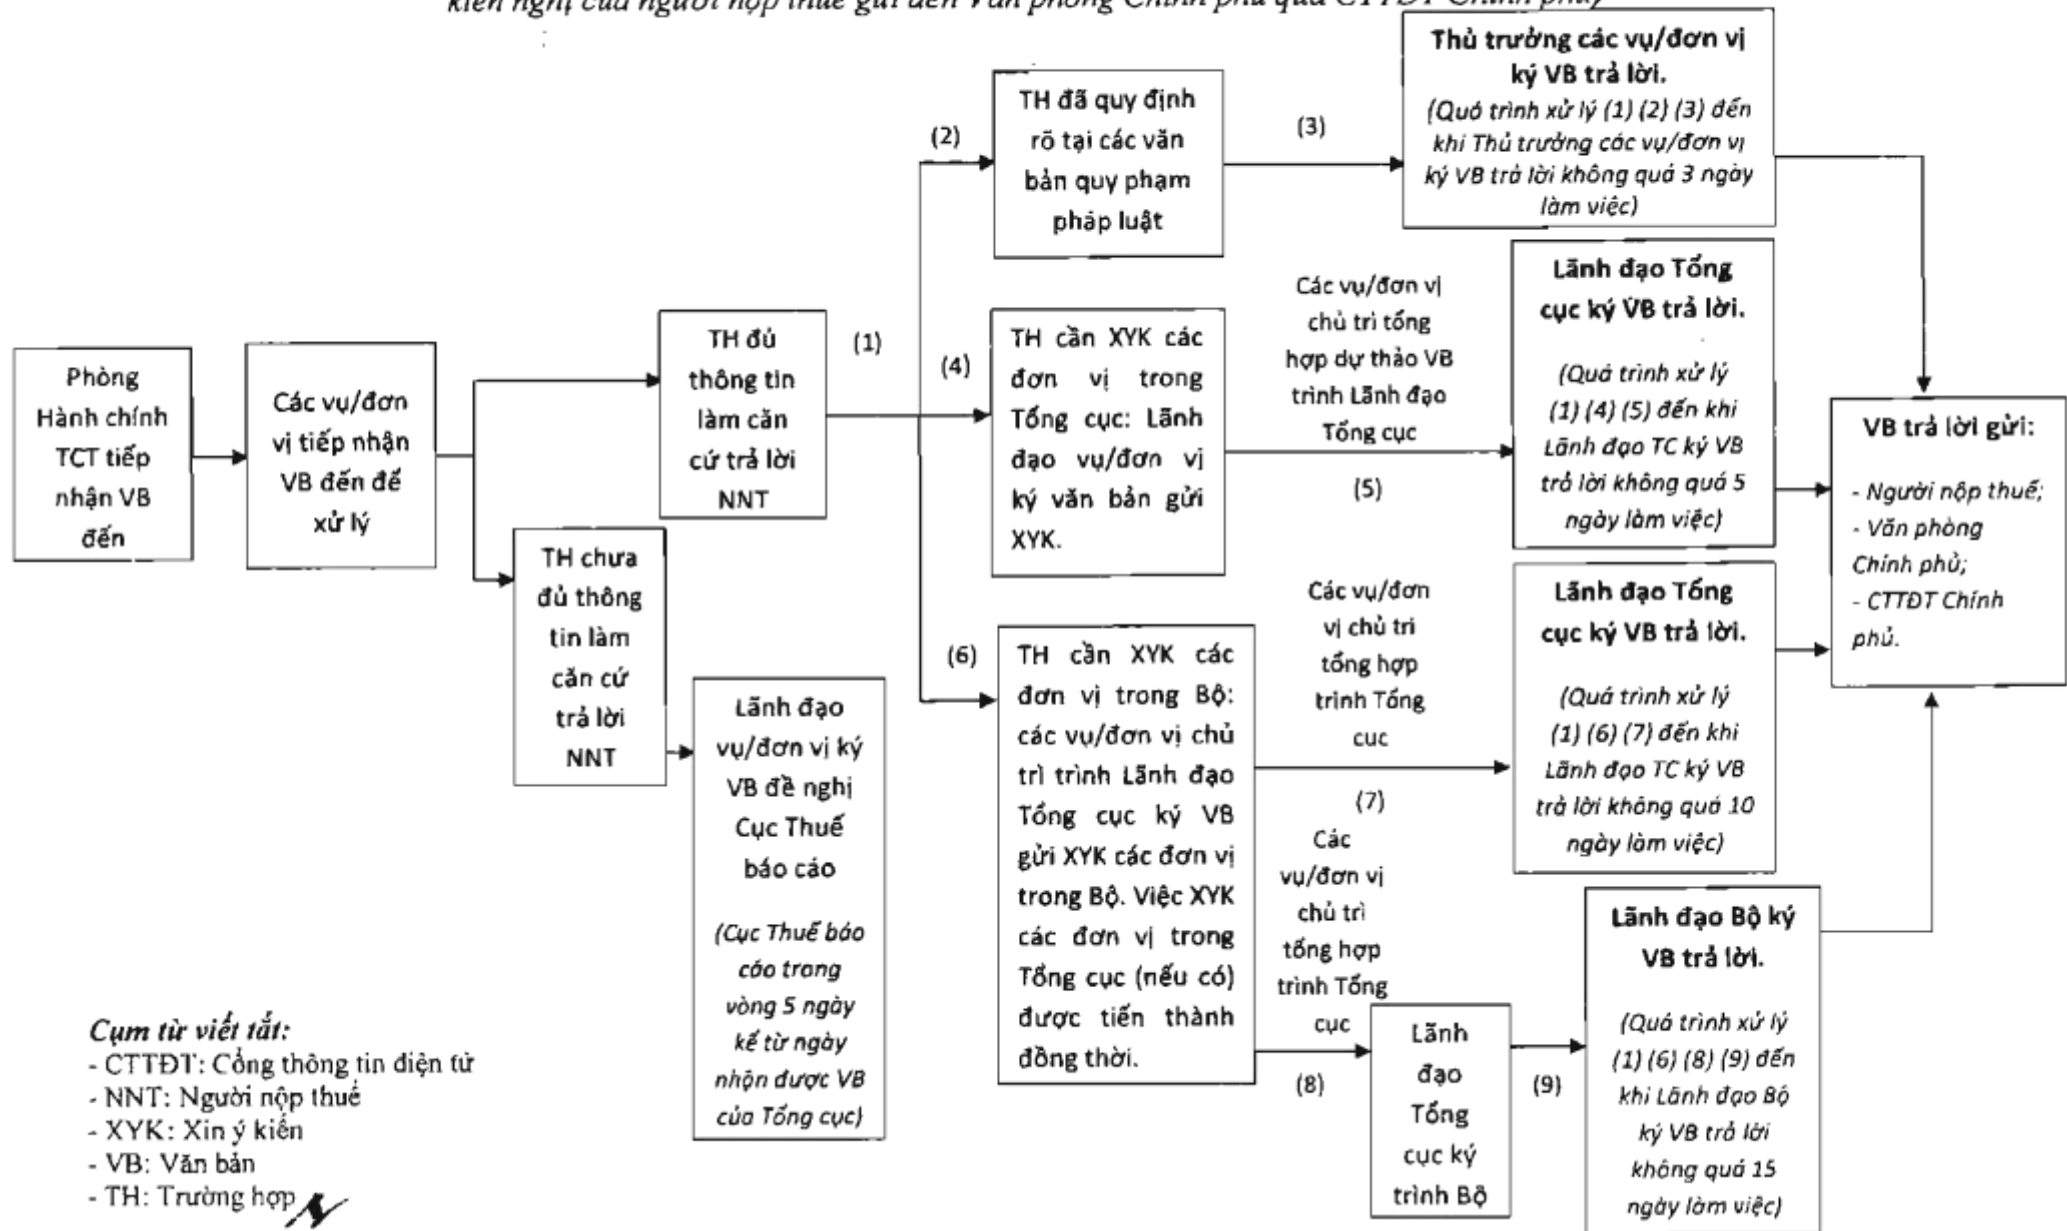 kiến nghị của người nộp thuế gửi đến Văn phòng Chính phủ qua CTTĐT Chính phủ)
Phòng
Hành chính
TCT tiếp
nhận VB
đến
Các vụ/đơn
vị tiếp nhận
VB đến để
xử lý
TH đủ
thông tin
làm căn
cứ trả lời
NNT
TH chưa
đủ thông
tin làm
căn cứ
trả lời
NNT
Lãnh đạo
vụ/đơn vị ký
VB đề nghị
Cục Thuế
báo cáo
(Cục Thuế báo
cáo trong
vòng 5 ngày
kể từ ngày
nhận được VB
của Tổng cục)
(1)
(2)
TH đã quy định
rõ tại các văn
bản quy phạm
pháp luật
(3)
Thủ trưởng các vụ/đơn vị
ký VB trả lời.
(Quá trình xử lý (1) (2) (3) đến
khi Thủ trưởng các vụ/đơn vị
ký VB trả lời không quá 3 ngày
làm việc)
(4)
TH cần XYK các
đơn vị trong
Tổng cục: Lãnh
đạo vụ/đơn vị
ký văn bản gửi
XYK.
Các vụ/đơn vị
chủ trì tổng
hợp dự thảo VB
trình Lãnh đạo
Tổng cục
(5)
Lãnh đạo Tổng
cục ký VB trả lời.
(Quá trình xử lý
(1) (4) (5) đến khi
Lãnh đạo TC ký VB
trả lời không quá 5
ngày làm việc)
(6)
TH cần XYK các
đơn vị trong Bộ:
các vụ/đơn vị chủ
trì trình Lãnh đạo
Tổng cục ký VB
gửi XYK các đơn vị
trong Bộ. Việc XYK
các đơn vị trong
Tổng cục (nếu có)
được tiến thành
đồng thời.
Các vụ/đơn
vị chủ trì
tổng hợp
trình Tổng
cục
(7)
Lãnh đạo Tổng
cục ký VB trả lời.
(Quá trình xử lý
(1) (6) (7) đến khi
Lãnh đạo TC ký VB
trả lời không quá 10
ngày làm việc)
Các
vụ/đơn vị
chủ trì
tổng hợp
trình Tổng
cục
(8)
Lãnh
đạo
Tổng
cục ký
trình Bộ
(9)
Lãnh đạo Bộ ký
VB trả lời.
(Quá trình xử lý
(1) (6) (8) (9) đến
khi Lãnh đạo Bộ
ký VB trả lời
không quá 15
ngày làm việc)
VB trả lời gửi:
- Người nộp thuế;
- Văn phòng
Chính phủ;
- CTTĐT Chính
phủ.
Cụm từ viết tắt:
- CTTĐT: Cổng thông tin điện tử
- NNT: Người nộp thuế
- XYK: Xin ý kiến
- VB: Văn bản
- TH: Trường hợp